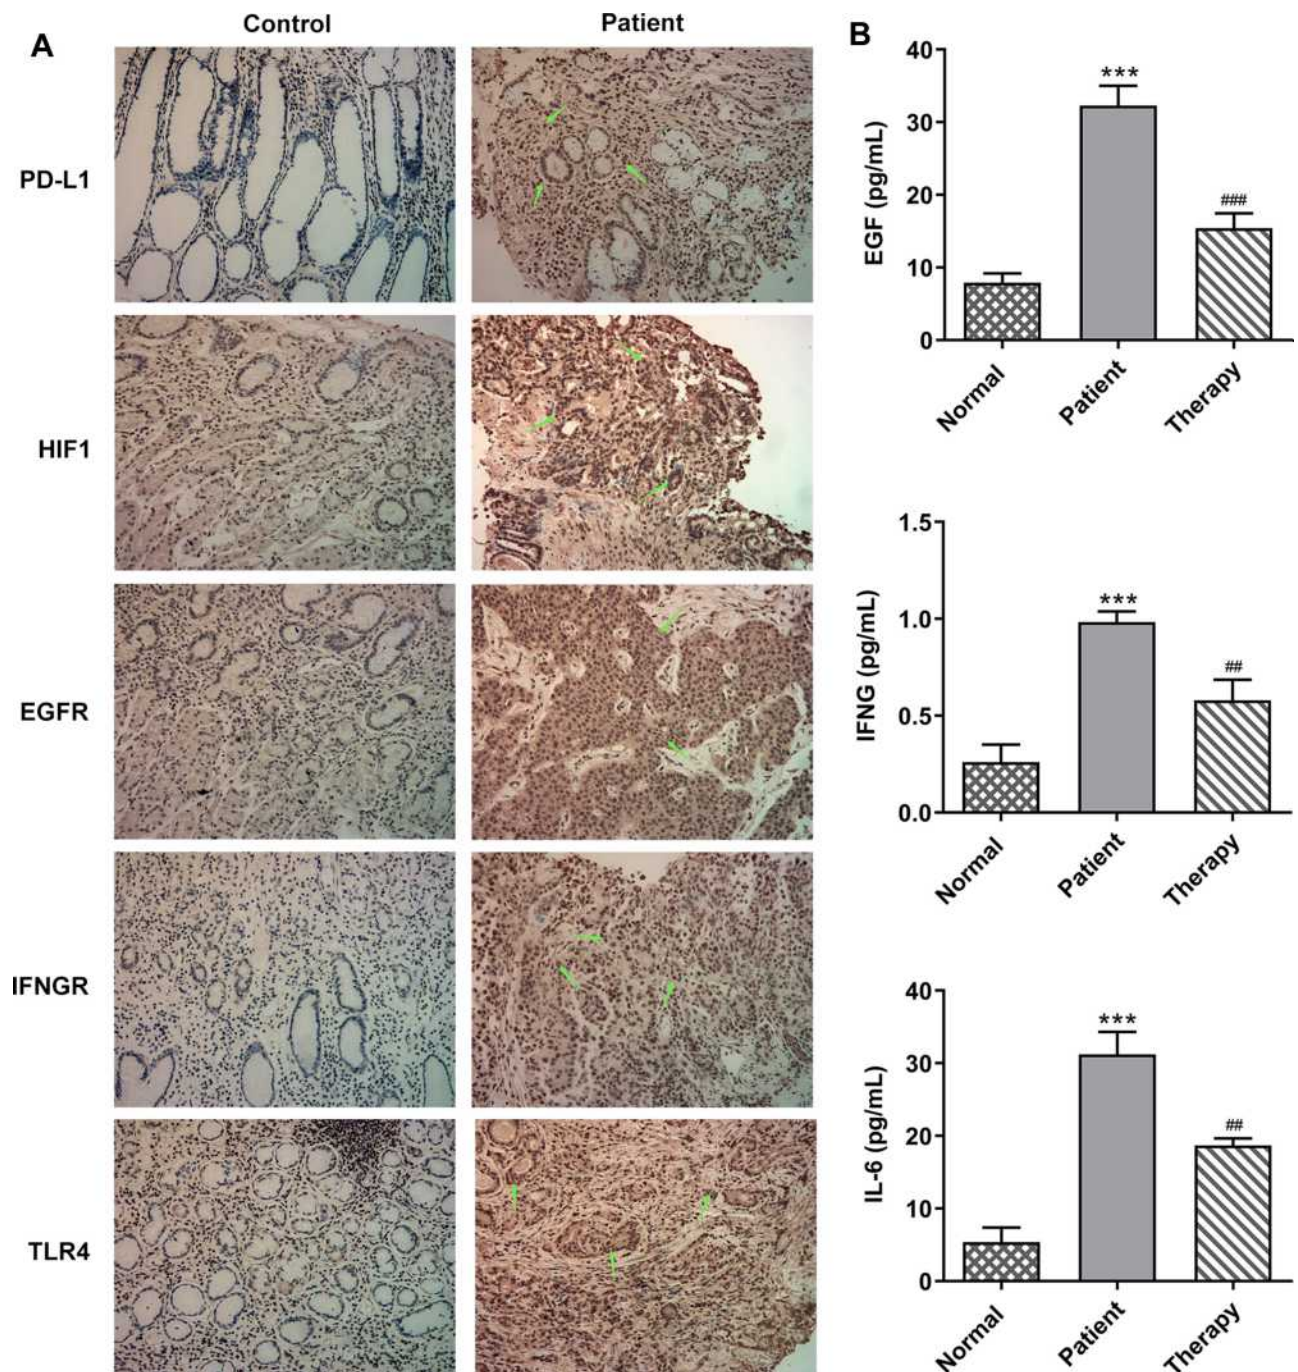 A
Control
Patient
PD-L1
HIF1
EGFR
IFNGR
TLR4
B
EGF (pg/mL)
40
30
20
10
0
***
###
Normal
Patient
Therapy
IFNG (pg/mL)
1.5
1.0
0.5
0.0
***
##
Normal
Patient
Therapy
IL-6 (pg/mL)
40
30
20
10
0
***
##
Normal
Patient
Therapy